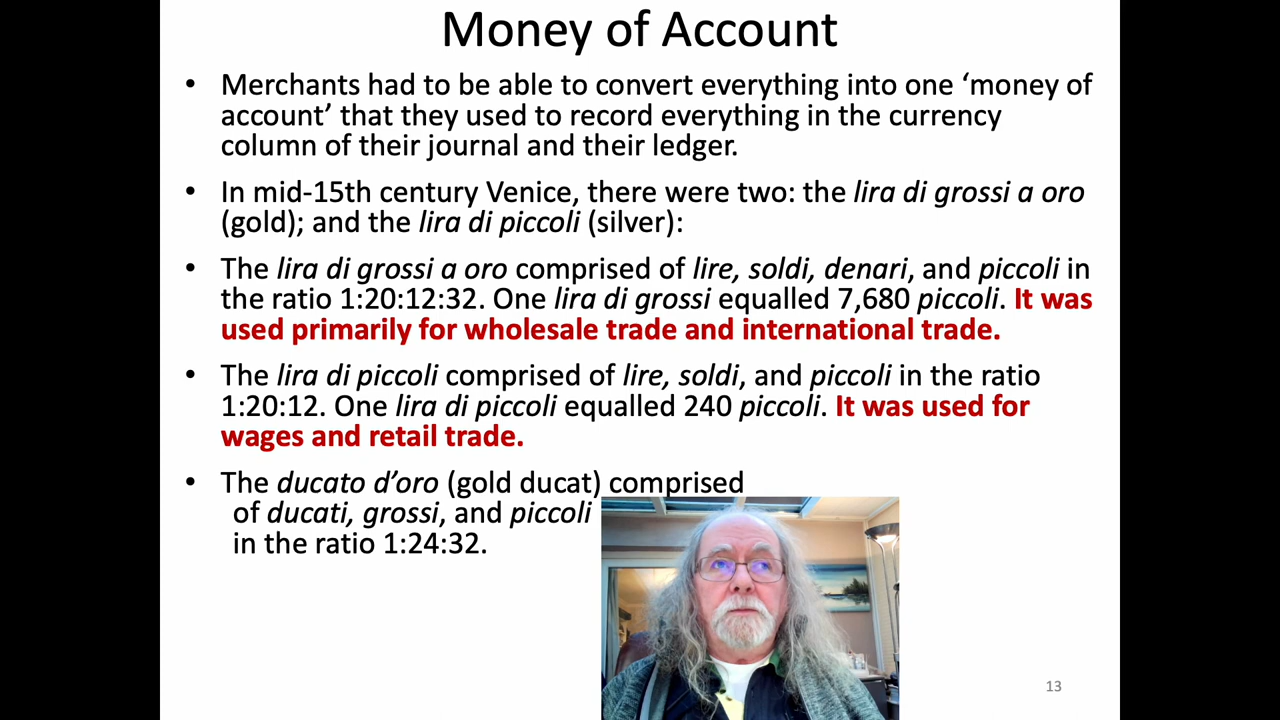 Money of Account
• Merchants had to be able to convert everything into one ‘money of
account’ that they used to record everything in the currency
column of their journal and their ledger.
• In mid-15th century Venice, there were two: the lira di grossi a oro
(gold); and the lira di piccoli (silver):
• The lira di grossi a oro comprised of lire, soldi, denari, and piccoli in
the ratio 1:20:12:32. One lira di grossi equalled 7,680 piccoli. It was
used primarily for wholesale trade and international trade.
• The lira di piccoli comprised of lire, soldi, and piccoli in the ratio
1:20:12. One lira di piccoli equalled 240 piccoli. It was used for
wages and retail trade.
• The ducato d’oro (gold ducat) comprised
of ducati, grossi, and piccoli
in the ratio 1:24:32.
13